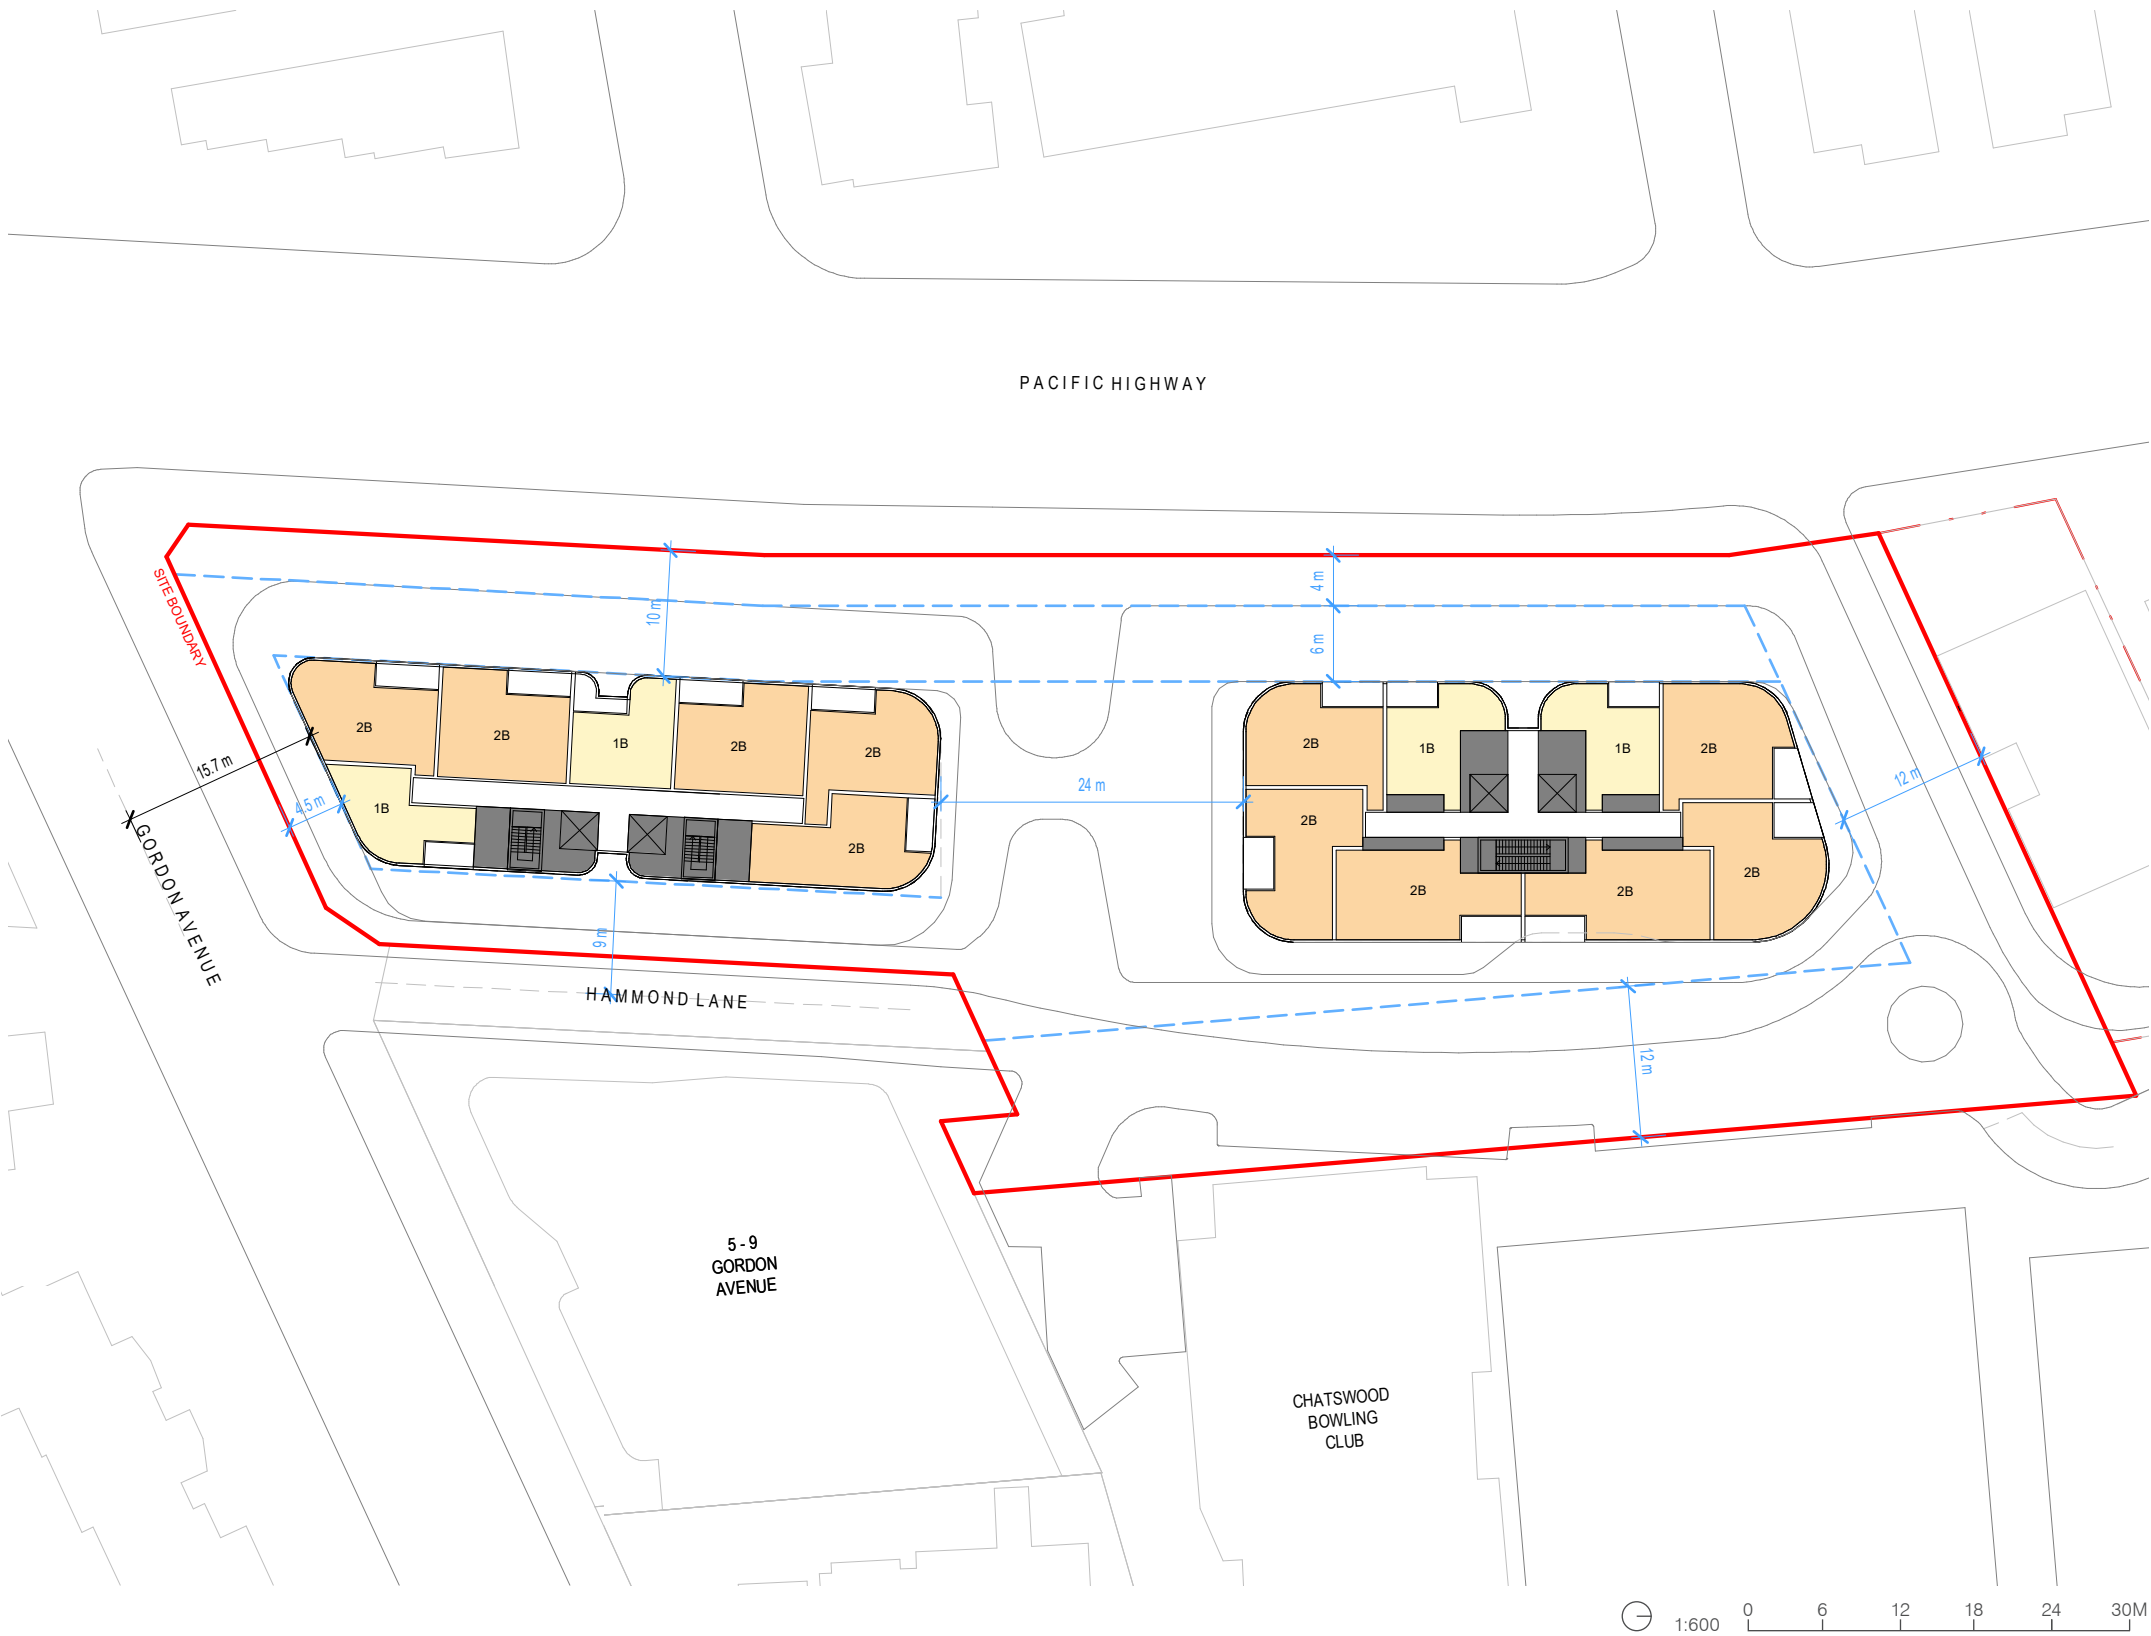 PACIFIC HIGHWAY
SITE BOUNDARY
10 m
4 m
6 m
2B
2B
1B
2B
2B
1B
2B
15.7 m
4.5 m
24 m
2B
1B
1B
2B
2B
2B
2B
2B
12 m
GORDON AVENUE
9 m
HAMMOND LANE
12 m
5 - 9
GORDON
AVENUE
CHATSWOOD
BOWLING
CLUB
1:600
0 6 12 18 24 30M